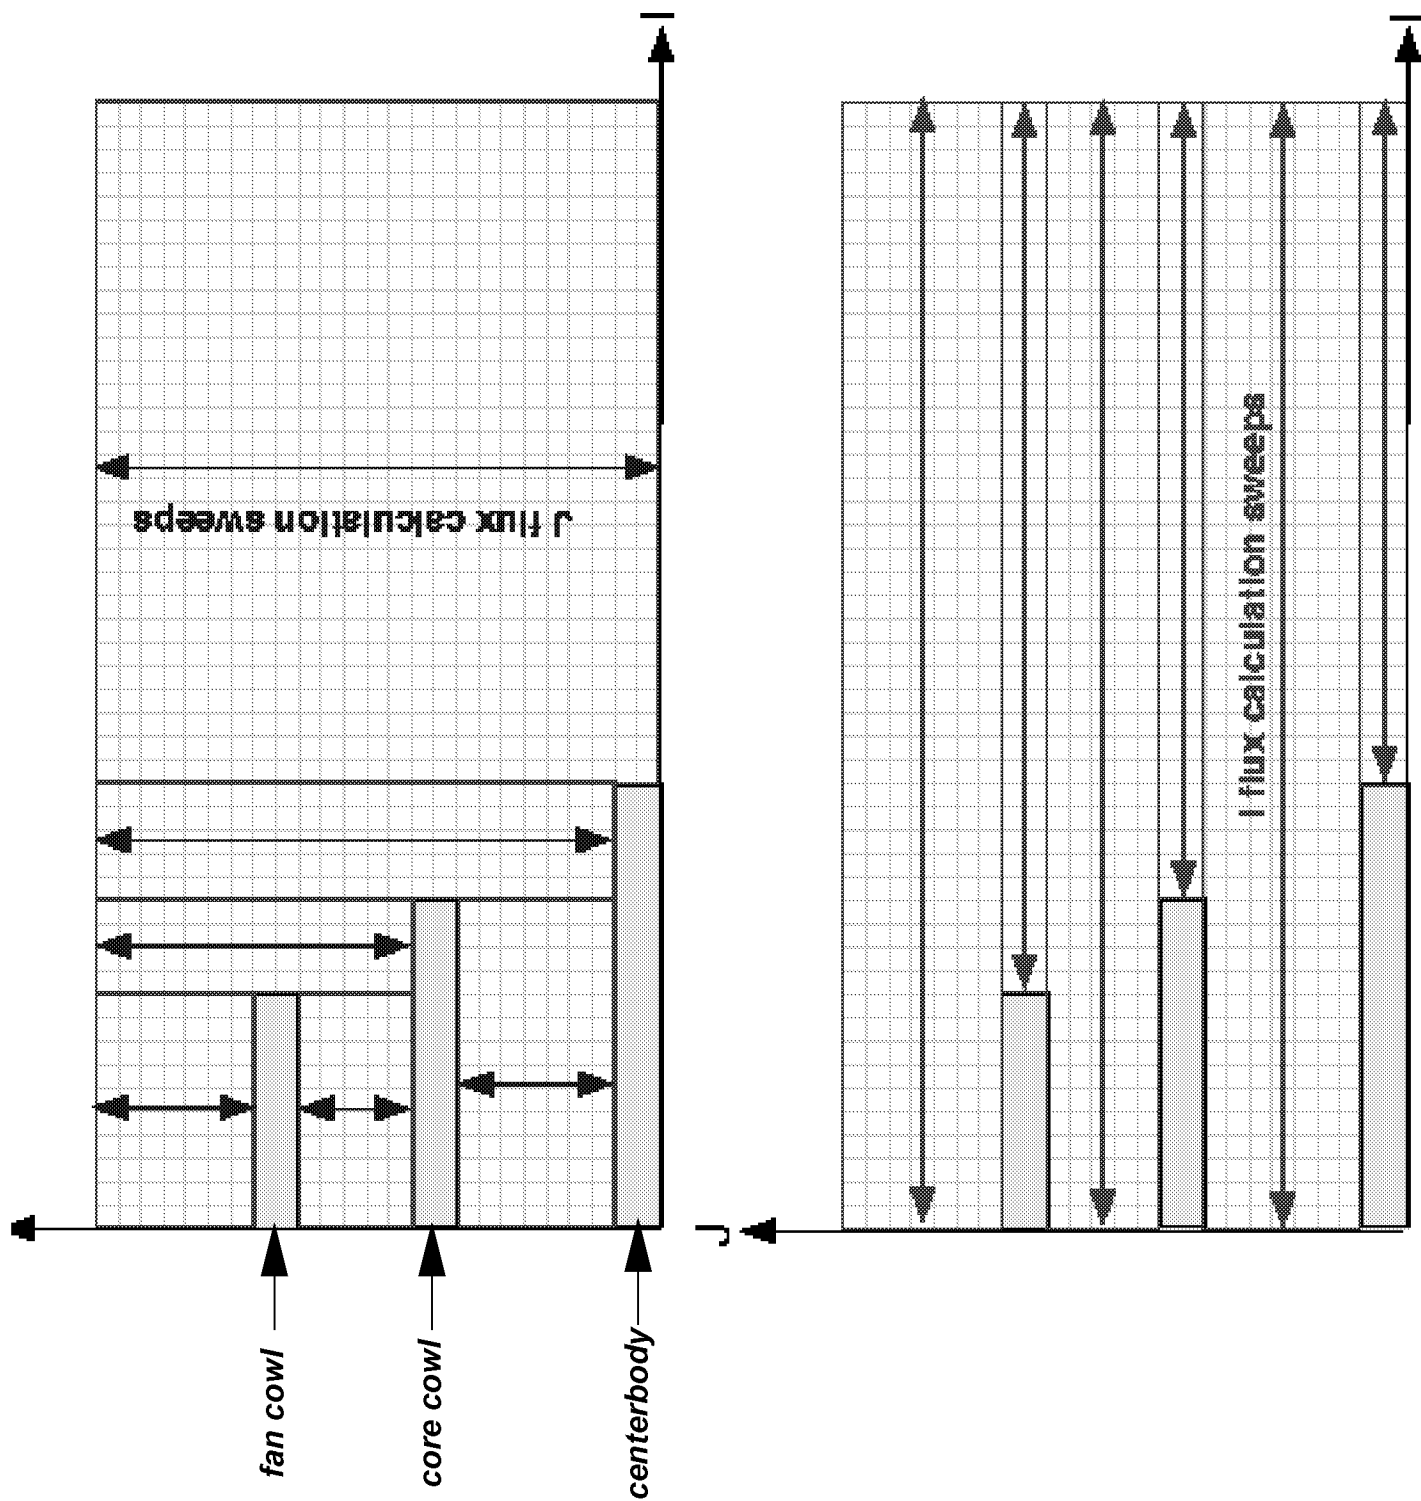 I
J flux calculation sweeps
fan cowl
core cowl
centerbody
I
I flux calculation sweeps
J